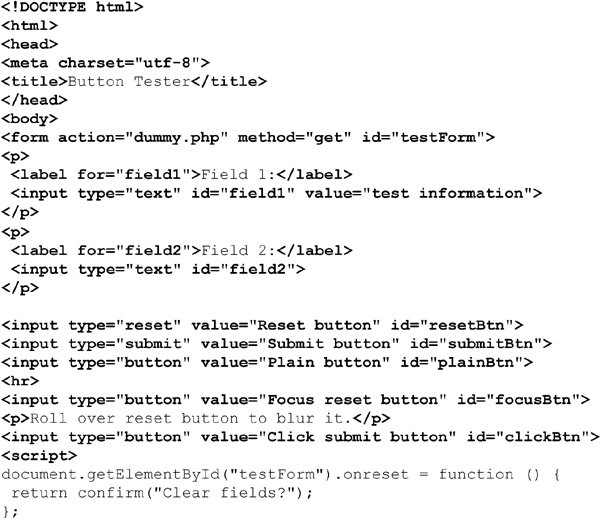 <!DOCTYPE html>
<html>
<head>
<meta charset="utf-8">
<title>Button Tester</title>
</head>
<body>
<form action="dummy.php" method="get" id="testForm">
<p>
 <label for="field1">Field 1:</label>
 <input type="text" id="field1" value="test information">
</p>
<p>
 <label for="field2">Field 2:</label>
 <input type="text" id="field2">
</p>

<input type="reset" value="Reset button" id="resetBtn">
<input type="submit" value="Submit button" id="submitBtn">
<input type="button" value="Plain button" id="plainBtn">
<hr>
<input type="button" value="Focus reset button" id="focusBtn">
<p>Roll over reset button to blur it.</p>
<input type="button" value="Click submit button" id="clickBtn">
<script>
document.getElementById("testForm").onreset = function () {
 return confirm("Clear fields?");
};